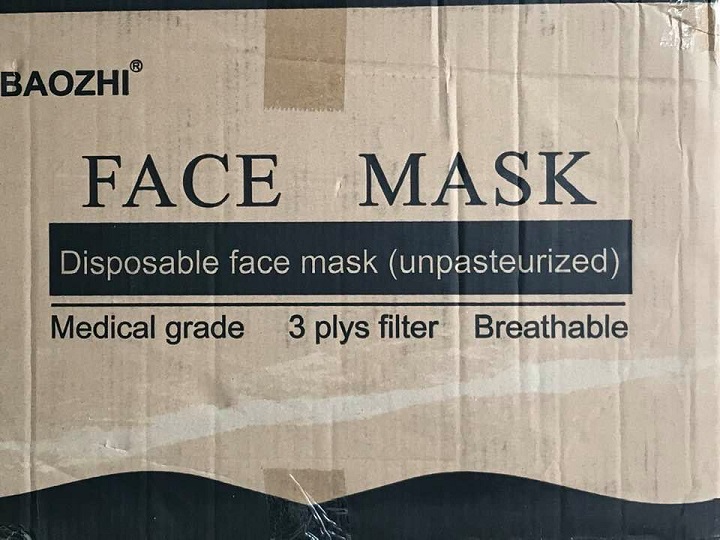 BAOZHI®
FACE MASK
Disposable face mask (unpasteurized)
Medical grade 3 plys filter Breathable